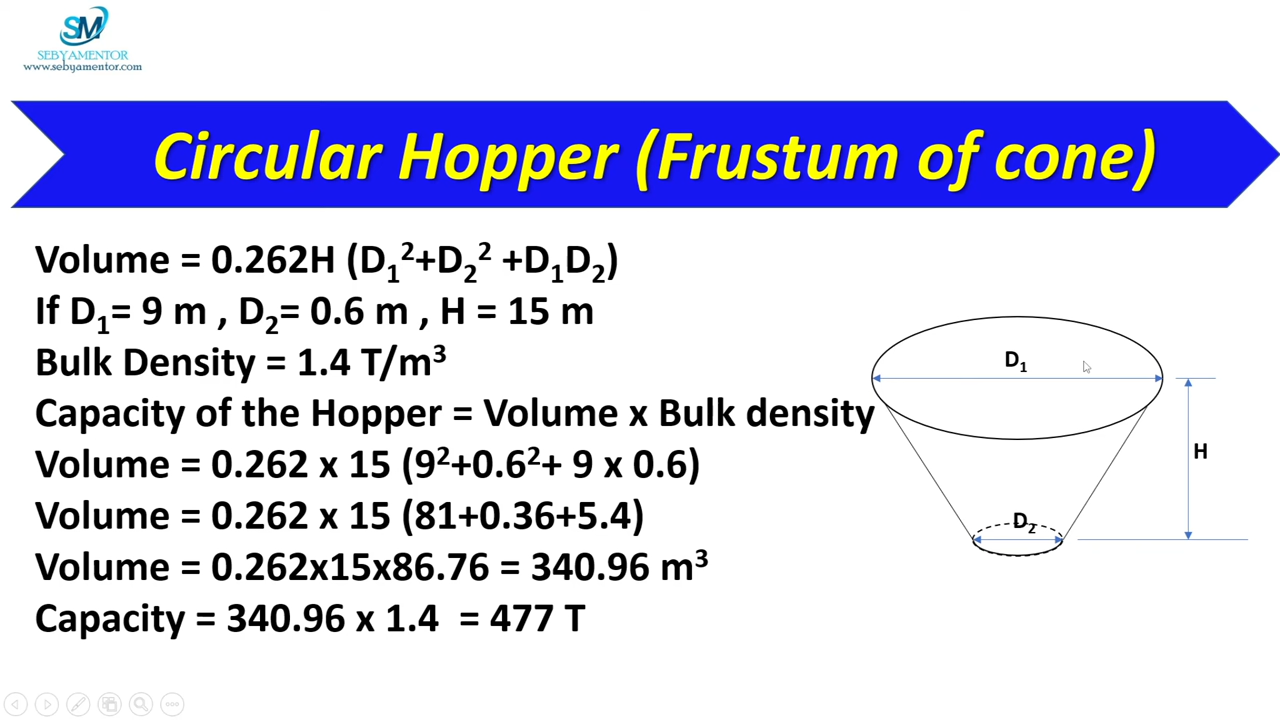 SM
SEBYAMENTOR
www.sebyamentor.com
Circular Hopper (Frustum of cone)
Volume = 0.262H (D₁²+D₂² +D₁D₂)
If D₁= 9 m , D₂= 0.6 m , H = 15 m
Bulk Density = 1.4 T/m³
Capacity of the Hopper = Volume x Bulk density
Volume = 0.262 x 15 (9²+0.6²+ 9 x 0.6)
Volume = 0.262 x 15 (81+0.36+5.4)
Volume = 0.262x15x86.76 = 340.96 m³
Capacity = 340.96 x 1.4 = 477 T
D₁
H
D₂